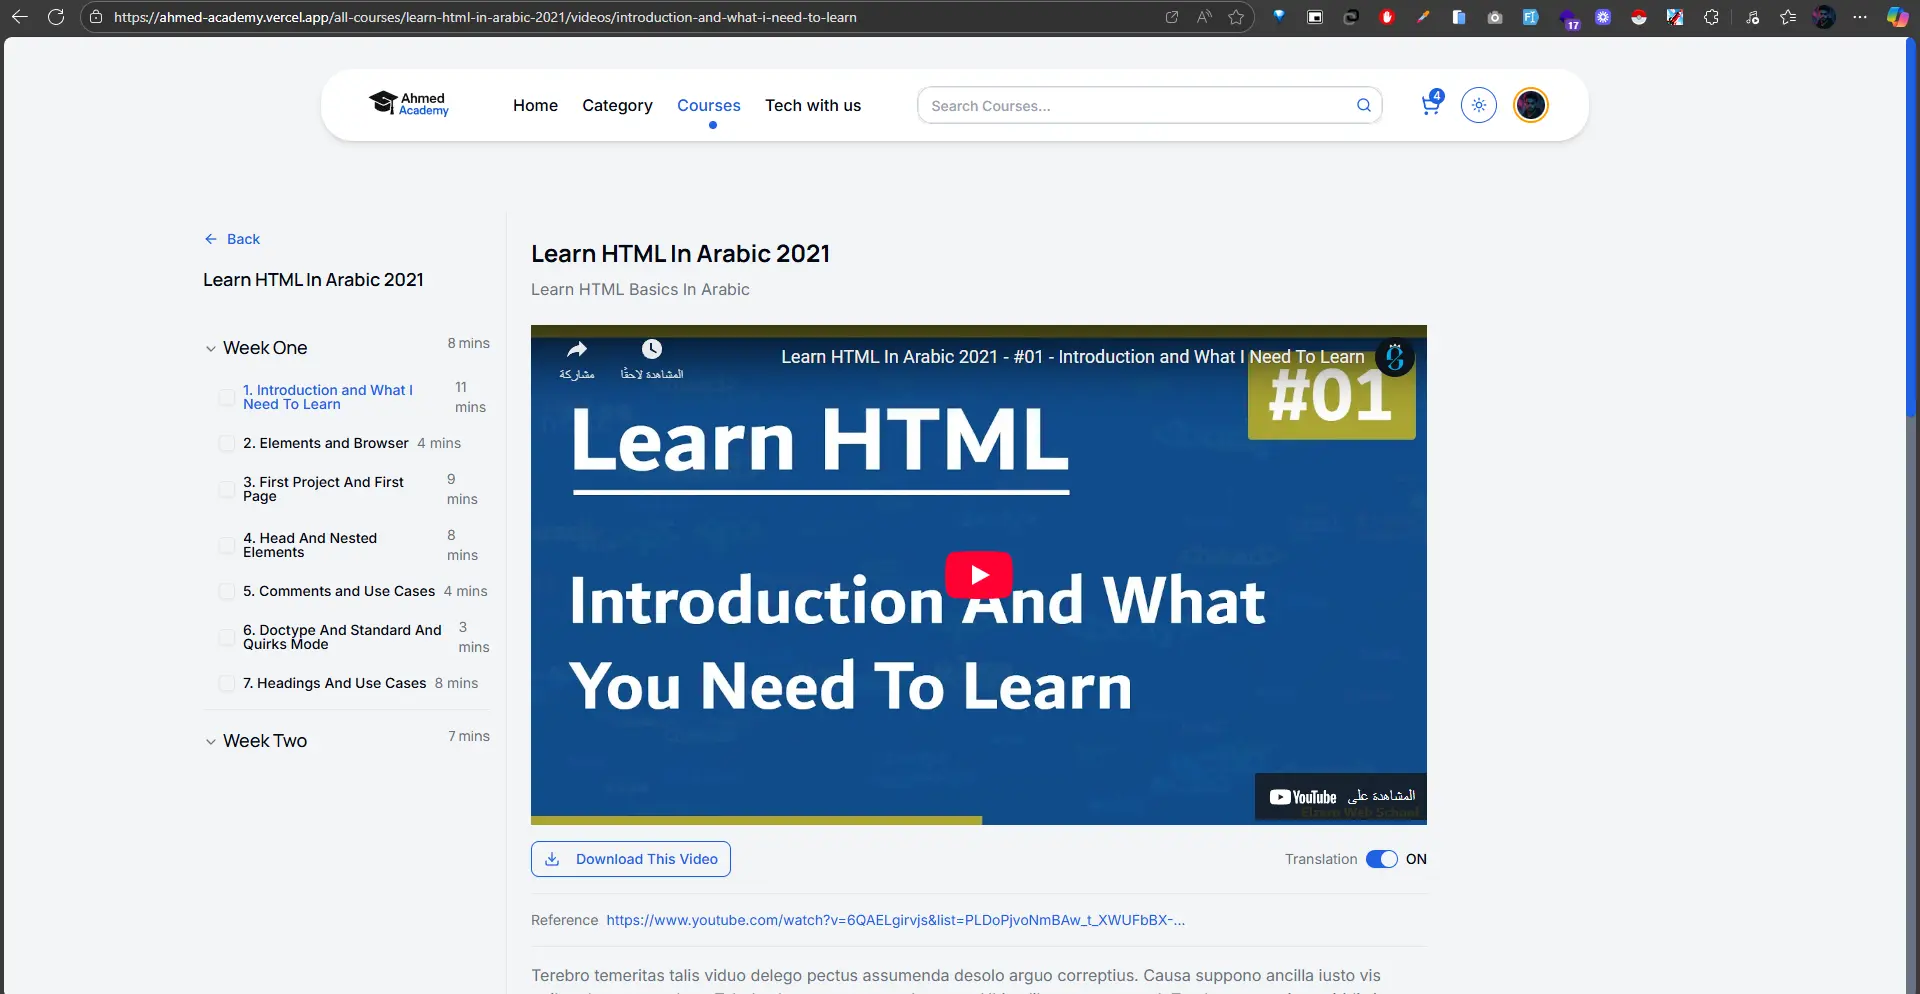 https://ahmed-academy.vercel.app/all-courses/learn-html-in-arabic-2021/videos/introduction-and-what-i-need-to-learn
17
Ahmed
Academy
Home
Category
Courses
Tech with us
Search Courses...
4
Back
Learn HTML In Arabic 2021
Week One
8 mins
1. Introduction and What I
Need To Learn
11
mins
2. Elements and Browser
4 mins
3. First Project And First
Page
9
mins
4. Head And Nested
Elements
8
mins
5. Comments and Use Cases
4 mins
6. Doctype And Standard And
Quirks Mode
3
mins
7. Headings And Use Cases
8 mins
Week Two
7 mins
Learn HTML In Arabic 2021
Learn HTML Basics In Arabic
مشاركة
المشاهدة لاحقًا
Learn HTML In Arabic 2021 - #01 - Introduction and What I Need To Learn
#01
Learn HTML
Introduction And What
You Need To Learn
المشاهدة على YouTube
Elzero Web School
Download This Video
Translation
ON
Reference
https://www.youtube.com/watch?v=6QAELgirvjs&list=PLDoPjvoNmBAw_t_XWUFbBX-...
Terebro temeritas talis viduo delego pectus assumenda desolo arguo correptius. Causa suppono ancilla iusto vis